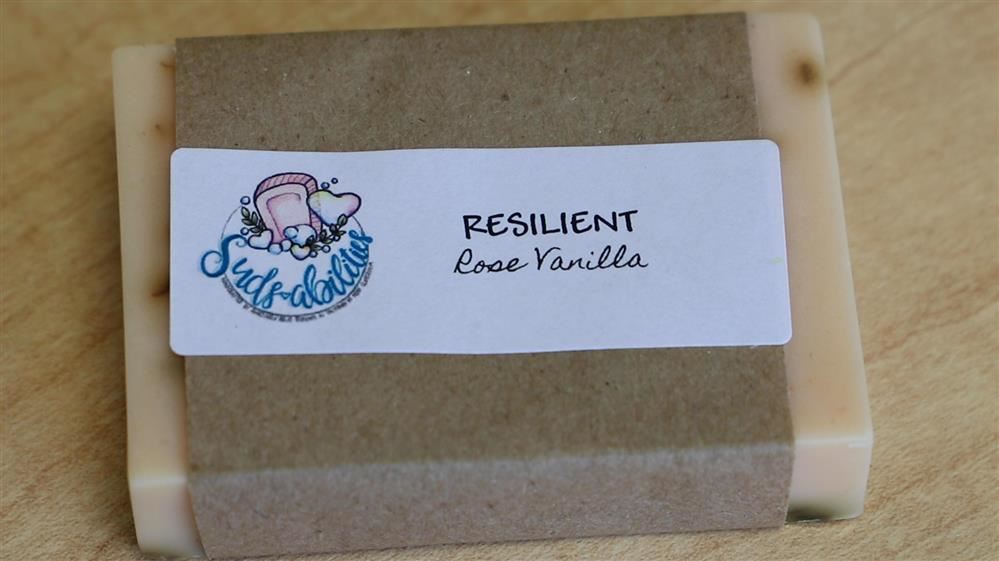 Suds-abilities
RESILIENT
Rose Vanilla